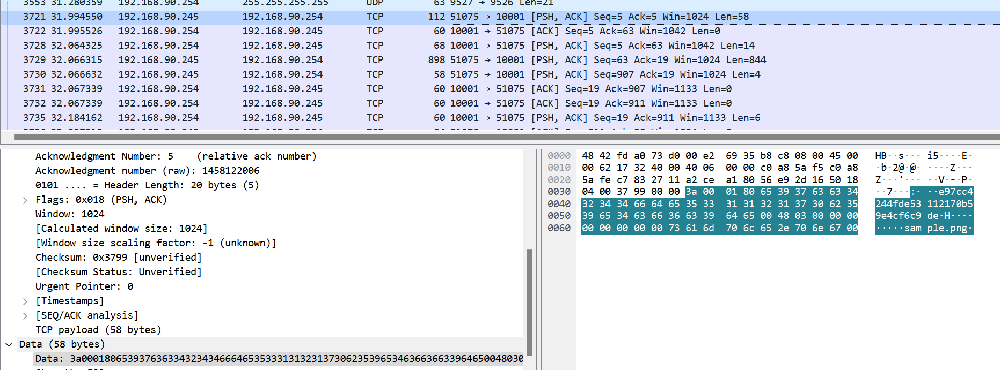 3553 31.280359 192.168.90.254 255.255.255.255 UDP 63 9527 → 9526 Len=21
3721 31.994550 192.168.90.245 192.168.90.254 TCP 112 51075 → 10001 [PSH, ACK] Seq=5 Ack=5 Win=1024 Len=58
3722 31.995526 192.168.90.254 192.168.90.245 TCP 60 10001 → 51075 [ACK] Seq=5 Ack=63 Win=1042 Len=0
3728 32.064325 192.168.90.254 192.168.90.245 TCP 68 10001 → 51075 [PSH, ACK] Seq=5 Ack=63 Win=1042 Len=14
3729 32.066315 192.168.90.245 192.168.90.254 TCP 898 51075 → 10001 [PSH, ACK] Seq=63 Ack=19 Win=1024 Len=844
3730 32.066632 192.168.90.245 192.168.90.254 TCP 58 51075 → 10001 [PSH, ACK] Seq=907 Ack=19 Win=1024 Len=4
3731 32.067339 192.168.90.254 192.168.90.245 TCP 60 10001 → 51075 [ACK] Seq=19 Ack=907 Win=1133 Len=0
3732 32.067339 192.168.90.254 192.168.90.245 TCP 60 10001 → 51075 [ACK] Seq=19 Ack=911 Win=1133 Len=0
3735 32.184162 192.168.90.254 192.168.90.245 TCP 60 10001 → 51075 [PSH, ACK] Seq=19 Ack=911 Win=1133 Len=6
Acknowledgment Number: 5 (relative ack number)
Acknowledgment number (raw): 1458122006
0101 .... = Header Length: 20 bytes (5)
Flags: 0x018 (PSH, ACK)
Window: 1024
[Calculated window size: 1024]
[Window size scaling factor: -1 (unknown)]
Checksum: 0x3799 [unverified]
[Checksum Status: Unverified]
Urgent Pointer: 0
[Timestamps]
[SEQ/ACK analysis]
TCP payload (58 bytes)
Data (58 bytes)
Data: 3a0001806539376363343234346664653533313132313730623539653463663663396465004803​0
0000 48 42 fd a0 73 d0 00 e2 69 35 b8 c8 08 00 45 00 HB··s··· i5····E·
0010 00 62 17 32 40 00 40 06 00 00 c0 a8 5a f5 c0 a8 ·b·2@·@· ····Z···
0020 5a fe c7 83 27 11 a2 ce a1 80 56 e9 2d 16 50 18 Z···'··· ··V·-·P·
0030 04 00 37 99 00 00 3a 00 01 80 65 39 37 63 63 34 ··7···:· ··e97cc4
0040 32 34 34 66 64 65 35 33 31 31 32 31 37 30 62 35 244fde53 112170b5
0050 39 65 34 63 66 36 63 39 64 65 00 48 03 00 00 00 9e4cf6c9 de·H····
0060 00 00 00 00 00 73 61 6d 70 6c 65 2e 70 6e 67 00 ·····sam ple.png·